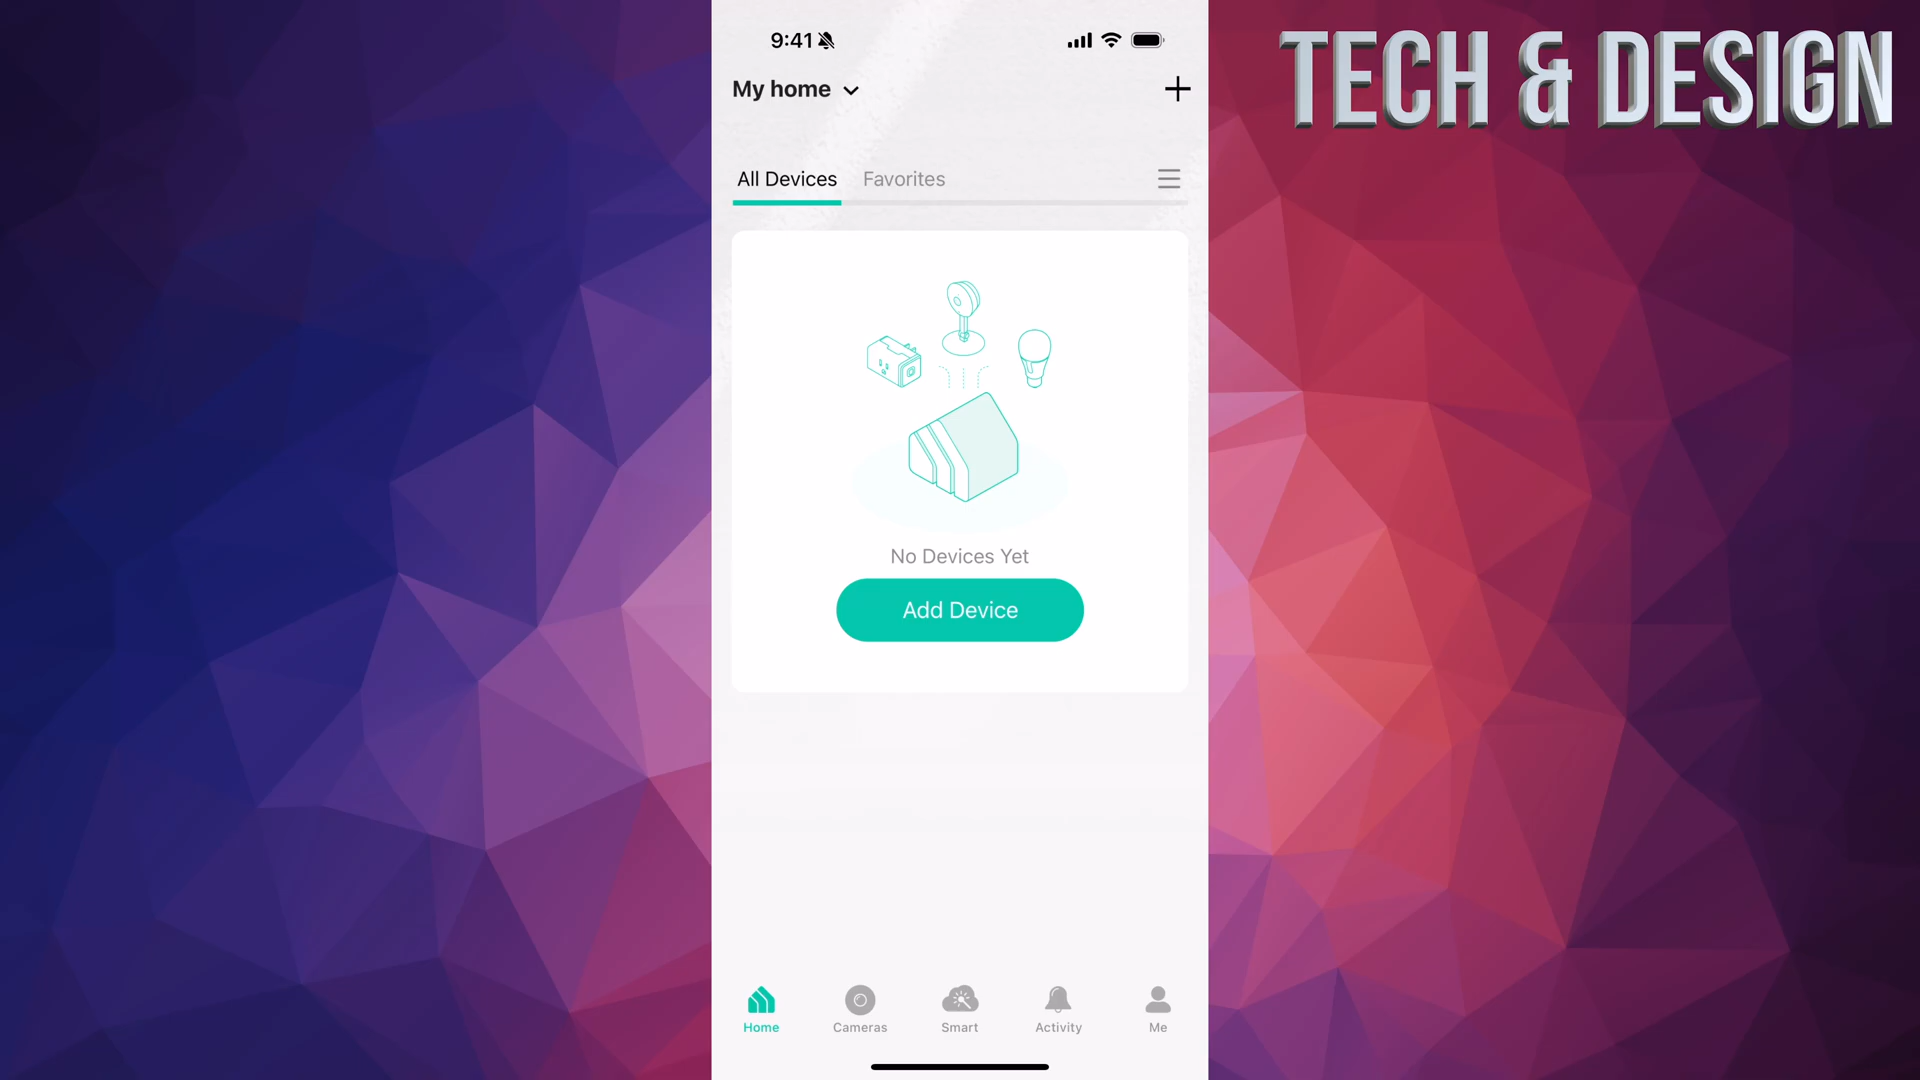 TECH & DESIGN
9:41
My home
All Devices Favorites
No Devices Yet
Add Device
Home Cameras Smart Activity Me